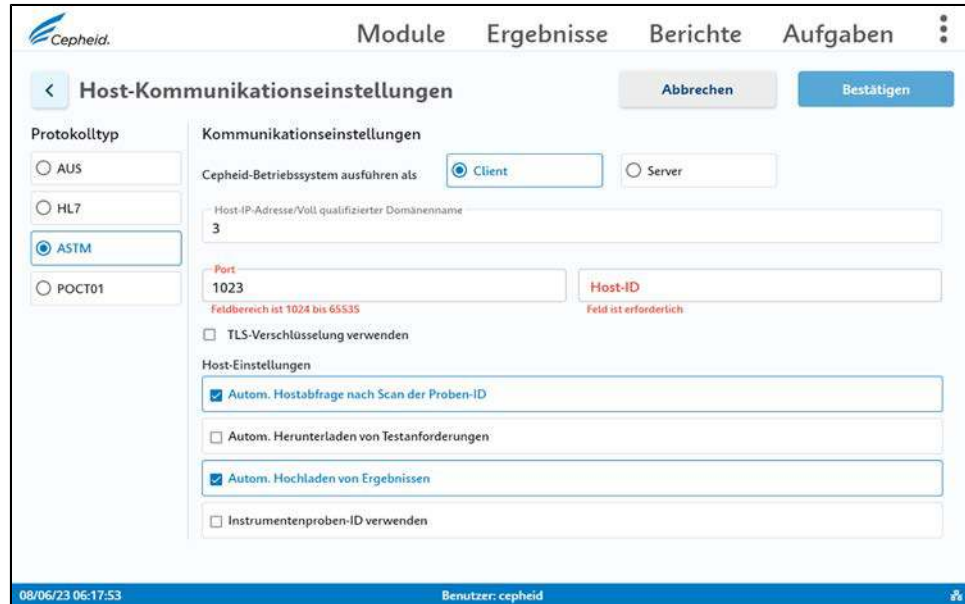 Cepheid.
Module Ergebnisse Berichte Aufgaben
Host-Kommunikationseinstellungen
Abbrechen
Bestätigen
Protokolltyp
AUS
HL7
ASTM
POCT01
Kommunikationseinstellungen
Cepheid-Betriebssystem ausführen als
Client
Server
Host-IP-Adresse/Voll qualifizierter Domänenname
3
Port
1023
Feldbereich ist 1024 bis 65535
Host-ID
Feld ist erforderlich
TLS-Verschlüsselung verwenden
Host-Einstellungen
Autom. Hostabfrage nach Scan der Proben-ID
Autom. Herunterladen von Testanforderungen
Autom. Hochladen von Ergebnissen
Instrumentenproben-ID verwenden
08/06/23 06:17:53
Benutzer: cepheid